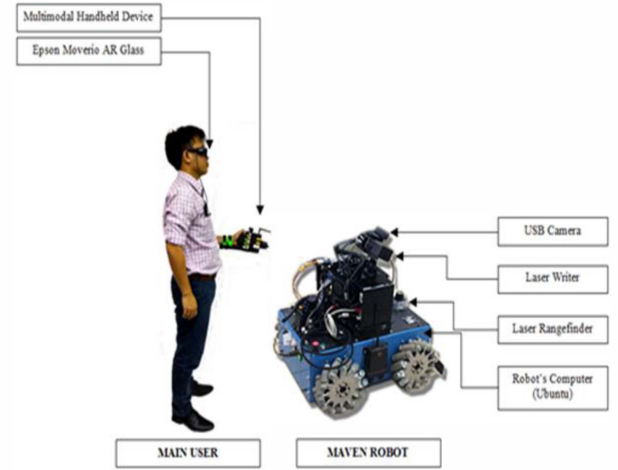 Multimodal Handheld Device
Epson Moverio AR Glass
USB Camera
Laser Writer
Laser Rangefinder
Robot's Computer
(Ubuntu)
MAIN USER
MAVEN ROBOT